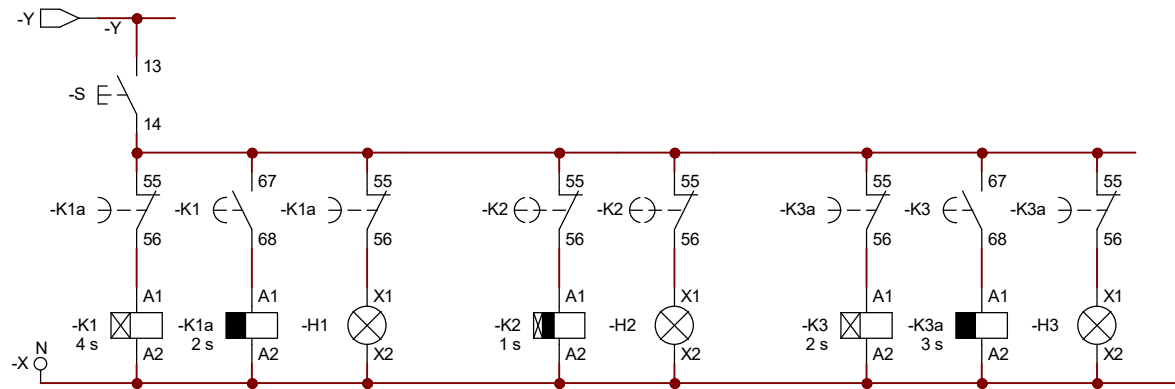 -Y
-Y
13
-S
14
55 67 55 55 55 55 67 55
-K1a -K1 -K1a -K2 -K2 -K3a -K3 -K3a
56 68 56 56 56 56 68 56
A1 A1 X1 A1 X1 A1 A1 X1
-K1 -K1a -H1 -K2 -H2 -K3 -K3a -H3
4 s 2 s 1 s 2 s 3 s
A2 A2 X2 A2 X2 A2 A2 X2
N
-X